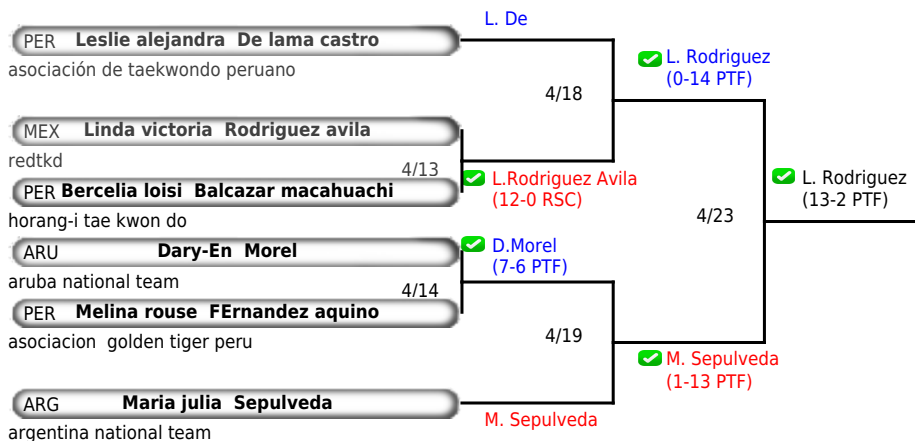 L. De
PER Leslie alejandra De lama castro
asociación de taekwondo peruano
L. Rodriguez
(0-14 PTF)
4/18
MEX Linda victoria Rodriguez avila
redtkd
4/13
L.Rodriguez Avila
(12-0 RSC)
PER Bercelia loisi Balcazar macahuachi
horang-i tae kwon do
L. Rodriguez
(13-2 PTF)
4/23
ARU Dary-En Morel
aruba national team
D.Morel
(7-6 PTF)
4/14
PER Melina rouse FErnandez aquino
asociacion golden tiger peru
4/19
M. Sepulveda
(1-13 PTF)
ARG Maria julia Sepulveda
argentina national team
M. Sepulveda